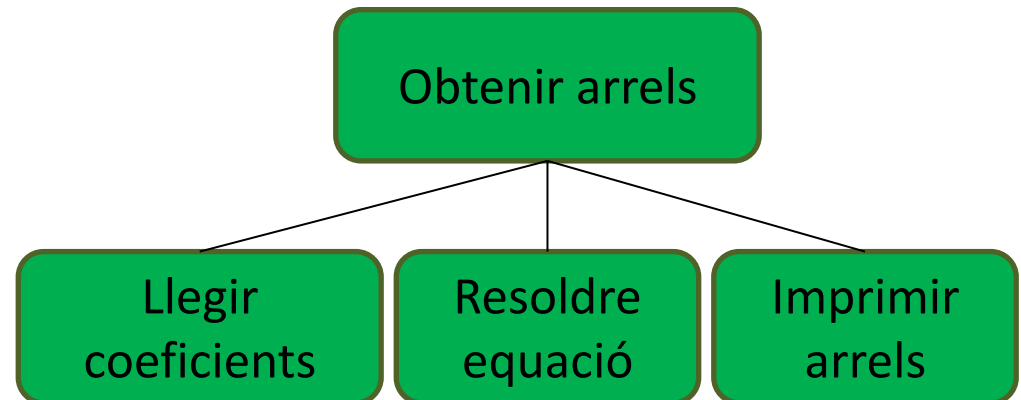 Obtenir arrels
Llegir
coeficients
Resoldre
equació
Imprimir
arrels